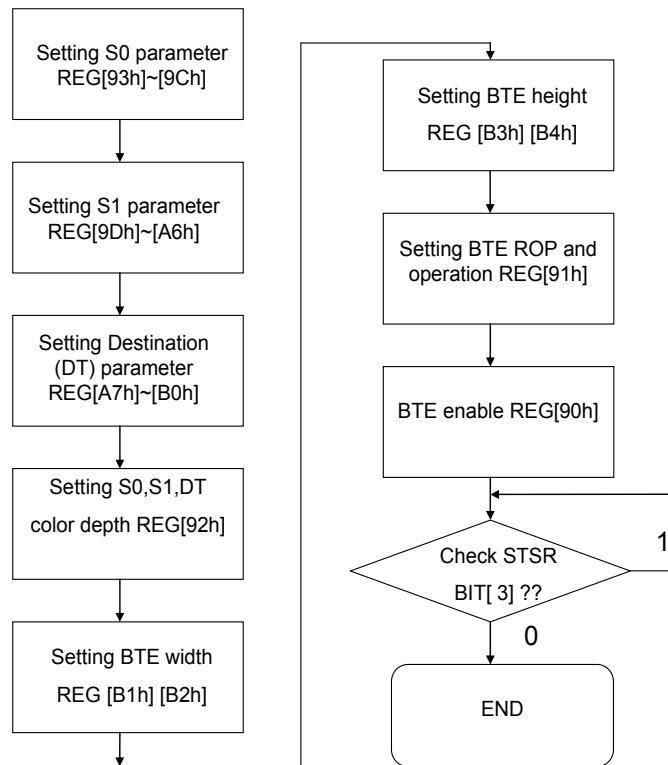 Setting S0 parameter
REG[93h]~[9Ch]
Setting S1 parameter
REG[9Dh]~[A6h]
Setting Destination
(DT) parameter
REG[A7h]~[B0h]
Setting S0,S1,DT
color depth REG[92h]
Setting BTE width
REG [B1h] [B2h]
Setting BTE height
REG [B3h] [B4h]
Setting BTE ROP and
operation REG[91h]
BTE enable REG[90h]
Check STSR
BIT[ 3] ??
1
0
END